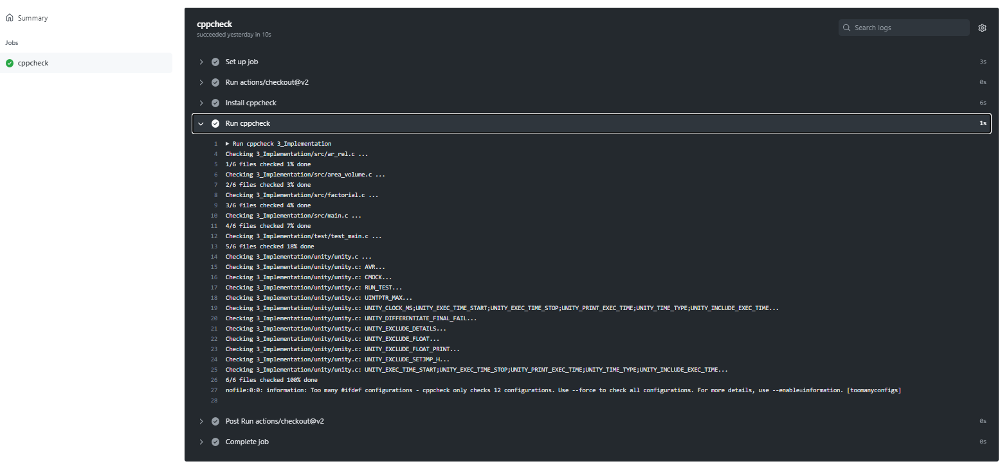 Summary
Jobs
cppcheck
cppcheck
succeeded yesterday in 10s
Search logs
Set up job 3s
Run actions/checkout@v2 0s
Install cppcheck 6s
Run cppcheck 1s
1 Run cppcheck 3_Implementation
4 Checking 3_Implementation/src/ar_rel.c ...
5 1/6 files checked 1% done
6 Checking 3_Implementation/src/area_volume.c ...
7 2/6 files checked 3% done
8 Checking 3_Implementation/src/factorial.c ...
9 3/6 files checked 4% done
10 Checking 3_Implementation/src/main.c ...
11 4/6 files checked 7% done
12 Checking 3_Implementation/test/test_main.c ...
13 5/6 files checked 18% done
14 Checking 3_Implementation/unity/unity.c ...
15 Checking 3_Implementation/unity/unity.c: AVR...
16 Checking 3_Implementation/unity/unity.c: CMOCK...
17 Checking 3_Implementation/unity/unity.c: RUN_TEST...
18 Checking 3_Implementation/unity/unity.c: UINTPTR_MAX...
19 Checking 3_Implementation/unity/unity.c: UNITY_CLOCK_MS;UNITY_EXEC_TIME_START;UNITY_EXEC_TIME_STOP;UNITY_PRINT_EXEC_TIME;UNITY_TIME_TYPE;UNITY_INCLUDE_EXEC_TIME...
20 Checking 3_Implementation/unity/unity.c: UNITY_DIFFERENTIATE_FINAL_FAIL...
21 Checking 3_Implementation/unity/unity.c: UNITY_EXCLUDE_DETAILS...
22 Checking 3_Implementation/unity/unity.c: UNITY_EXCLUDE_FLOAT...
23 Checking 3_Implementation/unity/unity.c: UNITY_EXCLUDE_FLOAT_PRINT...
24 Checking 3_Implementation/unity/unity.c: UNITY_EXCLUDE_SETJMP_H...
25 Checking 3_Implementation/unity/unity.c: UNITY_EXEC_TIME_START;UNITY_EXEC_TIME_STOP;UNITY_PRINT_EXEC_TIME;UNITY_TIME_TYPE;UNITY_INCLUDE_EXEC_TIME...
26 6/6 files checked 100% done
27 nofile:0:0: information: Too many #ifdef configurations - cppcheck only checks 12 configurations. Use --force to check all configurations. For more details, use --enable=information. [toomanyconfigs]
28
Post Run actions/checkout@v2 0s
Complete job 0s